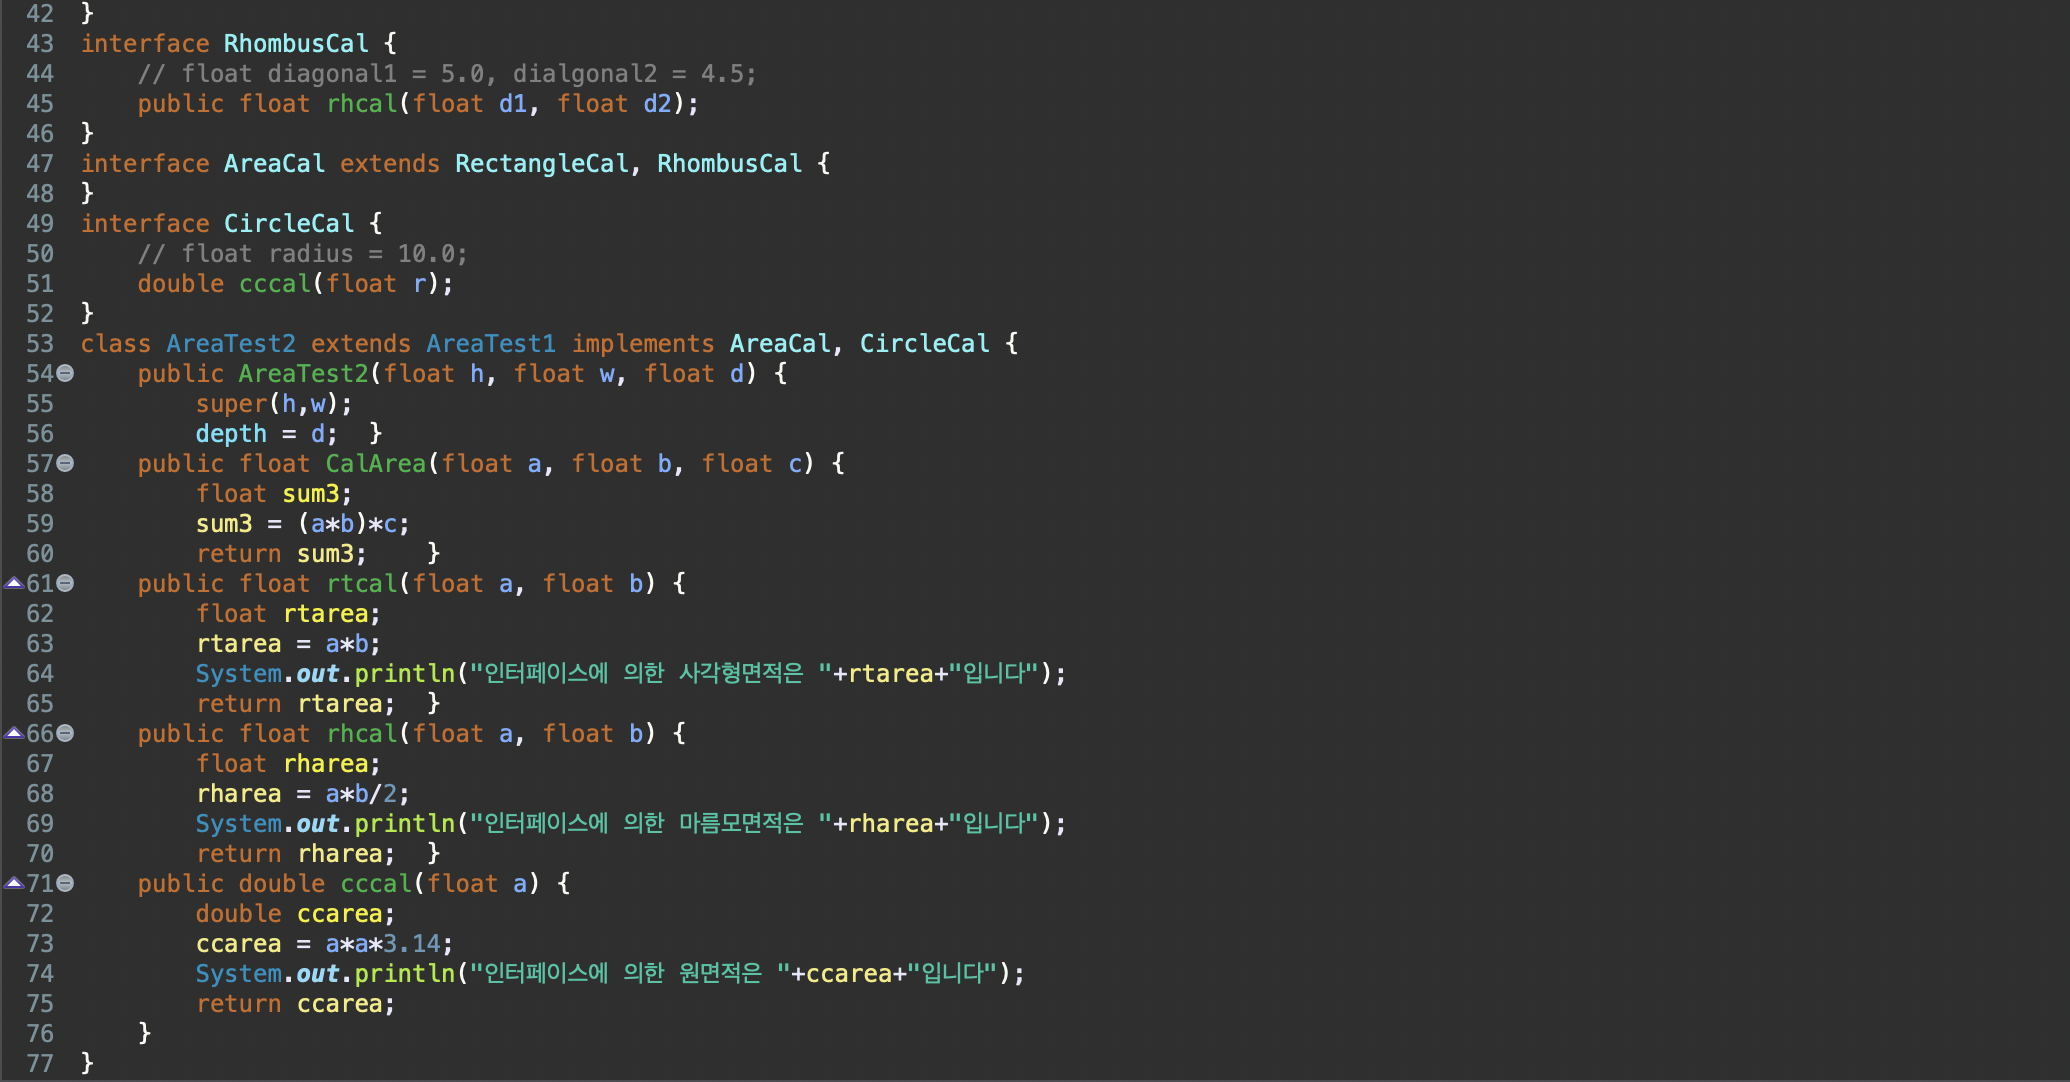 42 }
43 interface RhombusCal {
44 // float diagonal1 = 5.0, dialgonal2 = 4.5;
45 public float rhcal(float d1, float d2);
46 }
47 interface AreaCal extends RectangleCal, RhombusCal {
48 }
49 interface CircleCal {
50 // float radius = 10.0;
51 double cccal(float r);
52 }
53 class AreaTest2 extends AreaTest1 implements AreaCal, CircleCal {
54 public AreaTest2(float h, float w, float d) {
55 super(h,w);
56 depth = d;  }
57 public float CalArea(float a, float b, float c) {
58 float sum3;
59 sum3 = (a*b)*c;
60 return sum3;    }
61 public float rtcal(float a, float b) {
62 float rtarea;
63 rtarea = a*b;
64 System.out.println("인터페이스에 의한 사각형면적은 "+rtarea+"입니다");
65 return rtarea;  }
66 public float rhcal(float a, float b) {
67 float rharea;
68 rharea = a*b/2;
69 System.out.println("인터페이스에 의한 마름모면적은 "+rharea+"입니다");
70 return rharea;  }
71 public double cccal(float a) {
72 double ccarea;
73 ccarea = a*a*3.14;
74 System.out.println("인터페이스에 의한 원면적은 "+ccarea+"입니다");
75 return ccarea;
76 }
77 }